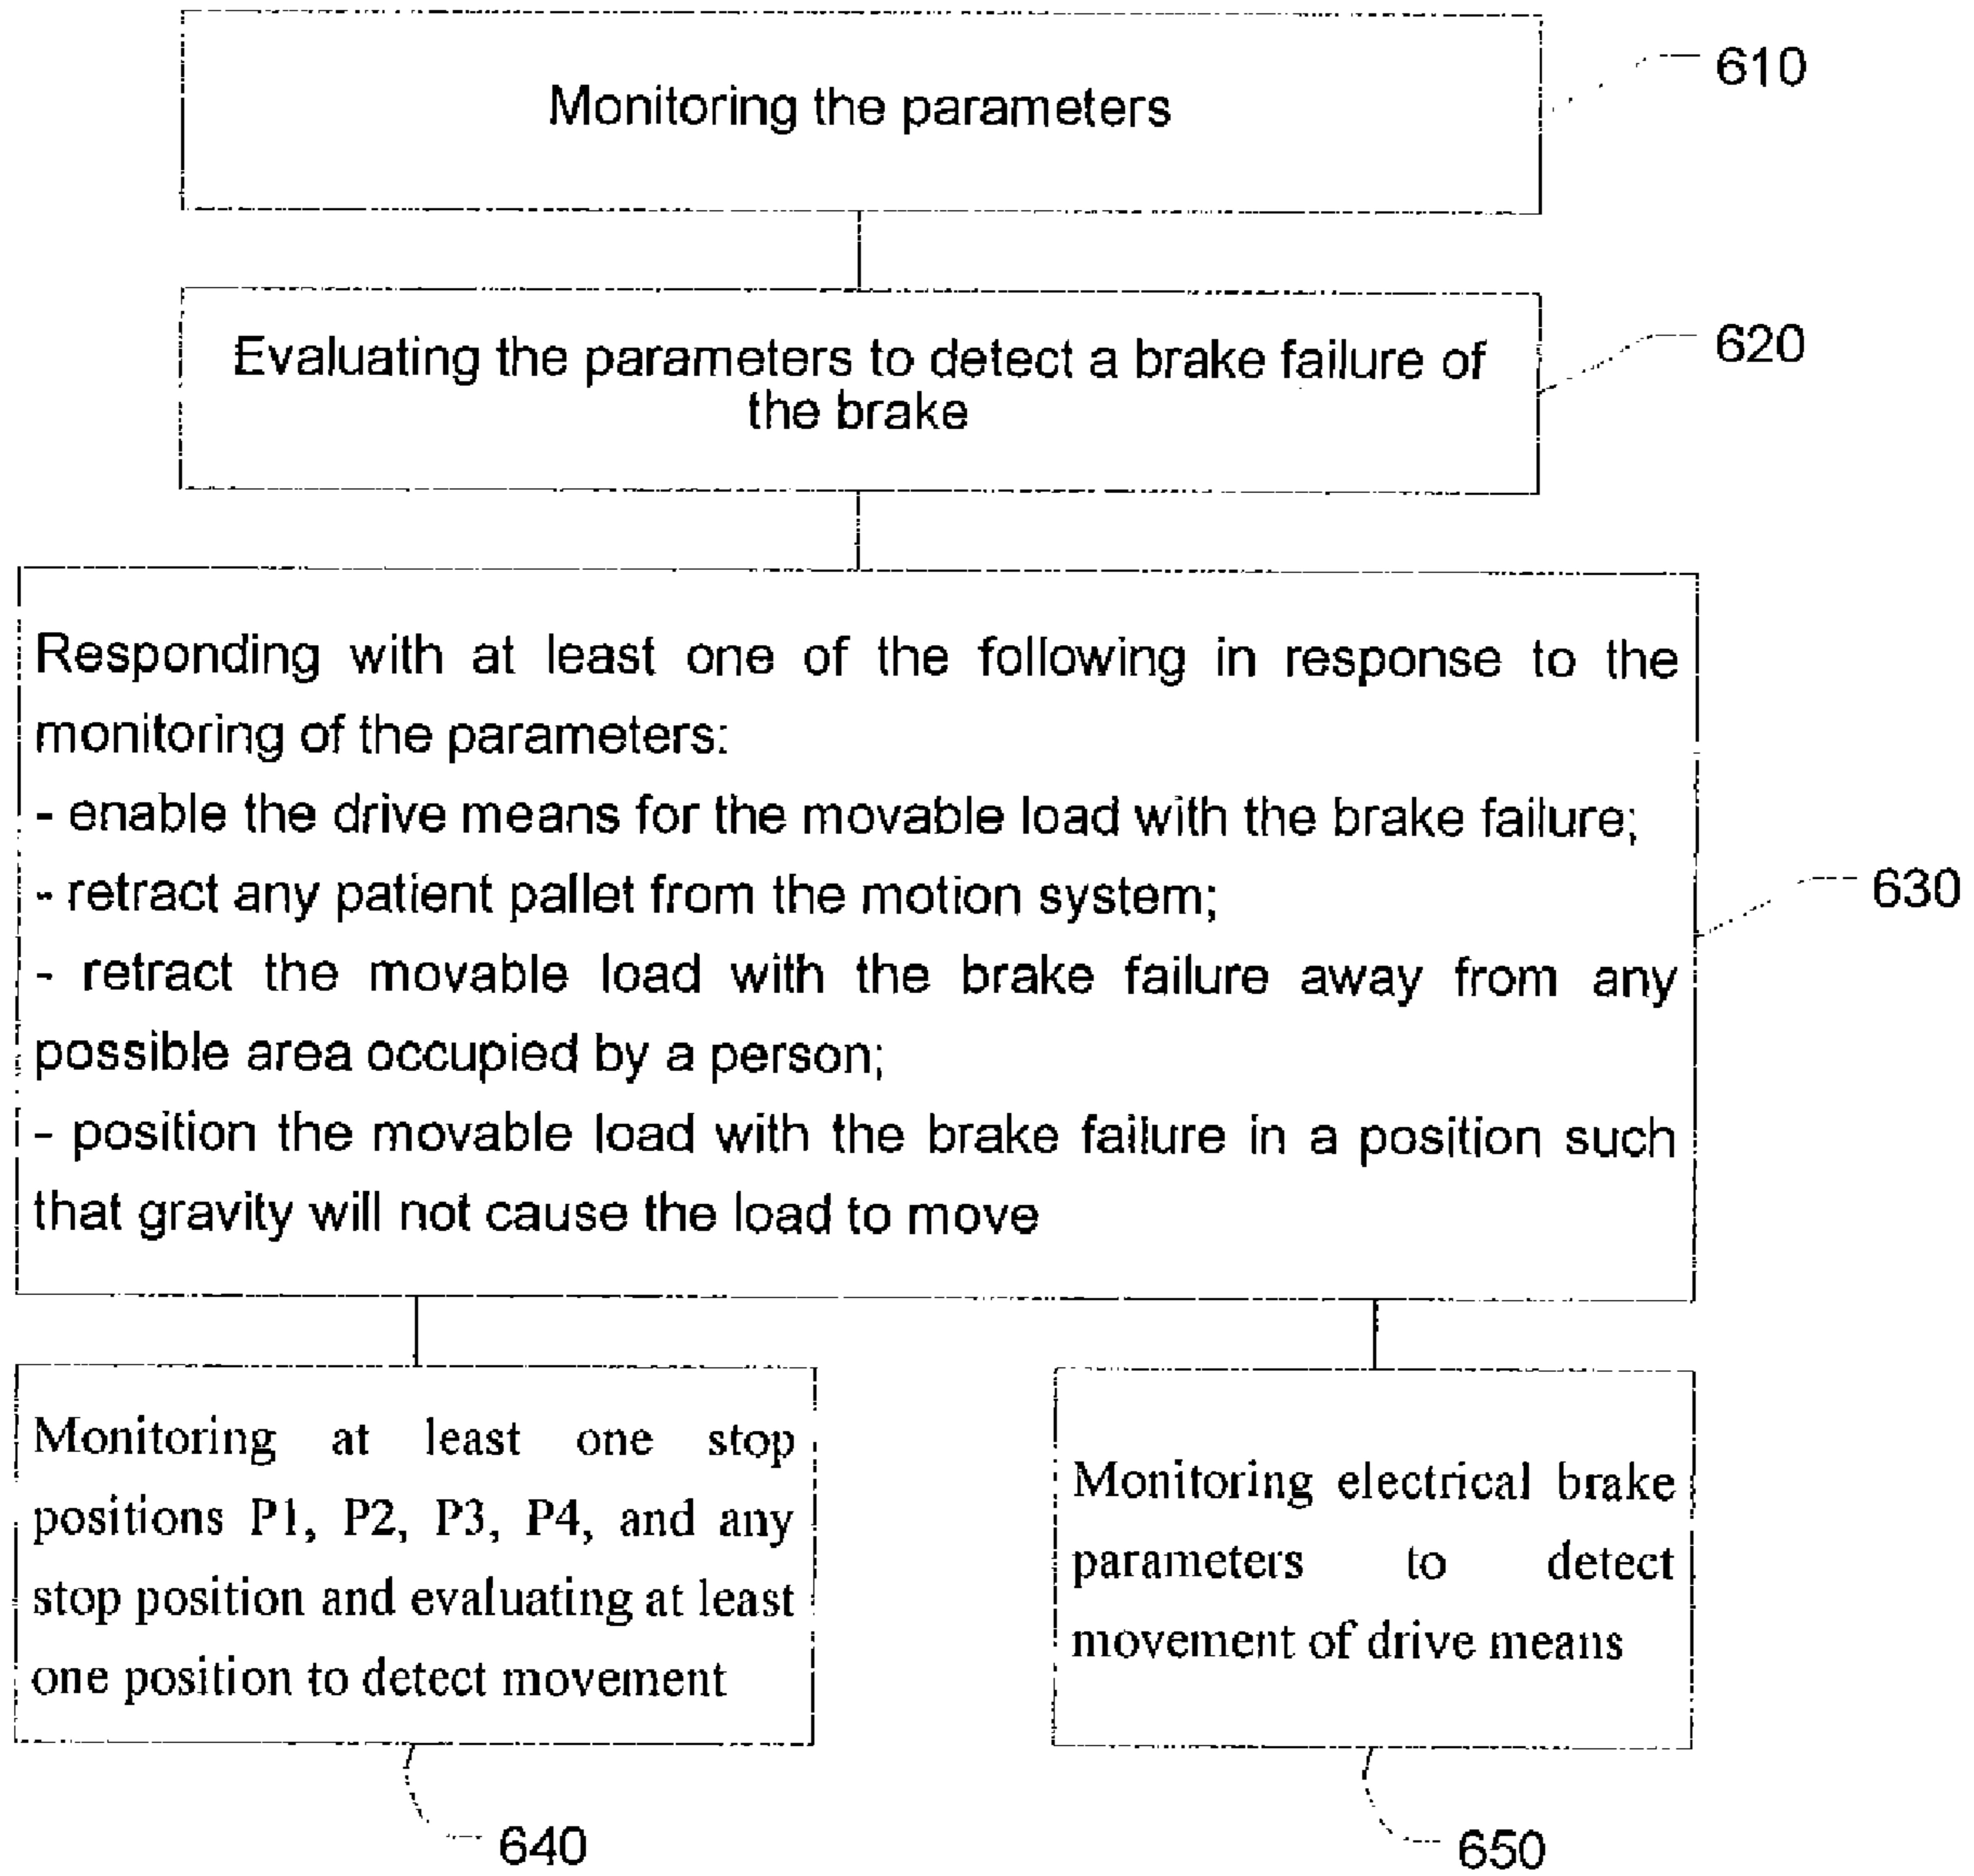 Monitoring the parameters
610
Evaluating the parameters to detect a brake failure of
the brake
620
Responding with at least one of the following in response to the
monitoring of the parameters:
- enable the drive means for the movable load with the brake failure;
- retract any patient pallet from the motion system;
- retract the movable load with the brake failure away from any
possible area occupied by a person;
- position the movable load with the brake failure in a position such
that gravity will not cause the load to move
630
Monitoring at least one stop
positions P1, P2, P3, P4, and any
stop position and evaluating at least
one position to detect movement
640
Monitoring electrical brake
parameters to detect
movement of drive means
650